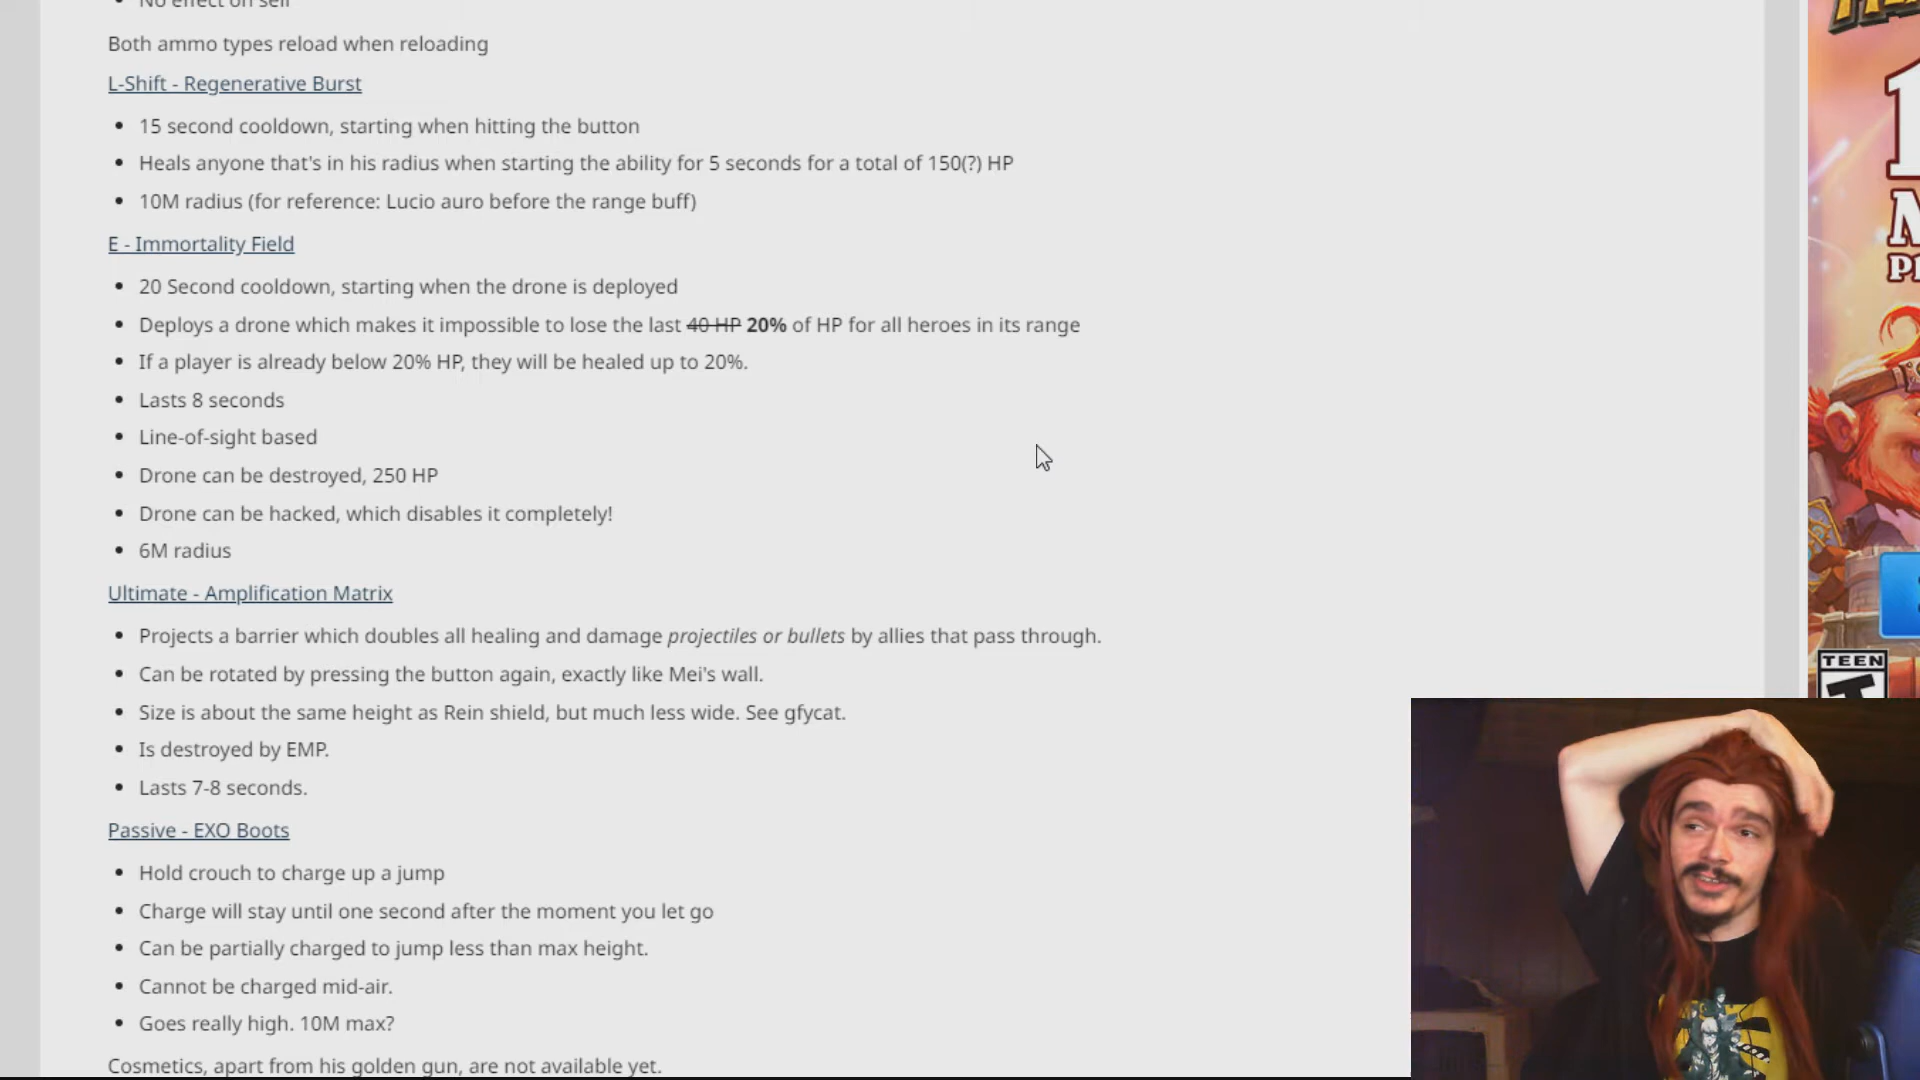 No effect on self
Both ammo types reload when reloading
L-Shift - Regenerative Burst
15 second cooldown, starting when hitting the button
Heals anyone that's in his radius when starting the ability for 5 seconds for a total of 150(?) HP
10M radius (for reference: Lucio auro before the range buff)
E - Immortality Field
20 Second cooldown, starting when the drone is deployed
Deploys a drone which makes it impossible to lose the last 40 HP 20% of HP for all heroes in its range
If a player is already below 20% HP, they will be healed up to 20%.
Lasts 8 seconds
Line-of-sight based
Drone can be destroyed, 250 HP
Drone can be hacked, which disables it completely!
6M radius
Ultimate - Amplification Matrix
Projects a barrier which doubles all healing and damage projectiles or bullets by allies that pass through.
Can be rotated by pressing the button again, exactly like Mei's wall.
Size is about the same height as Rein shield, but much less wide. See gfycat.
Is destroyed by EMP.
Lasts 7-8 seconds.
Passive - EXO Boots
Hold crouch to charge up a jump
Charge will stay until one second after the moment you let go
Can be partially charged to jump less than max height.
Cannot be charged mid-air.
Goes really high. 10M max?
Cosmetics, apart from his golden gun, are not available yet.
TEEN
T